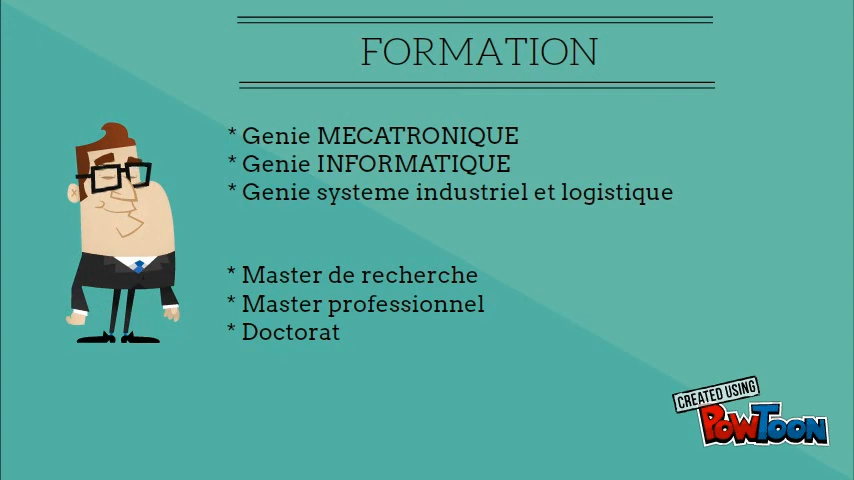 FORMATION
* Genie MECATRONIQUE
* Genie INFORMATIQUE
* Genie systeme industriel et logistique
* Master de recherche
* Master professionnel
* Doctorat
CREATED USING
POWTOON